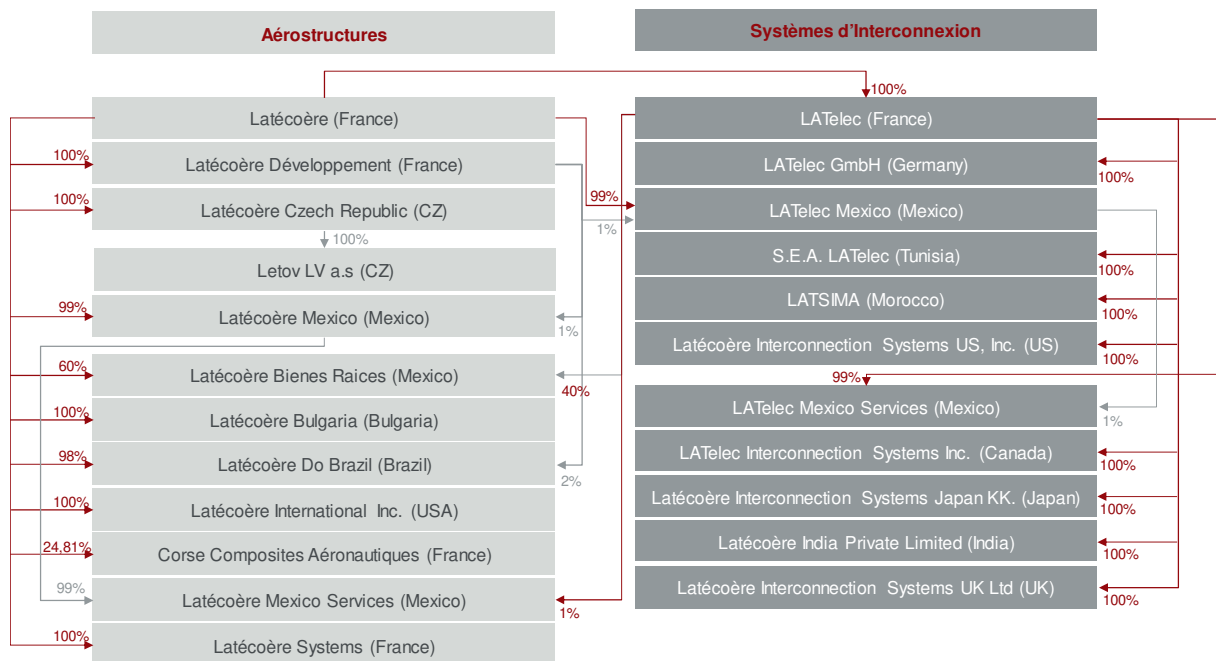 Aérostructures
Systèmes d'Interconnexion
100%
Latécoère (France)
LATelec (France)
100%
Latécoère Développement (France)
LATelec GmbH (Germany)
100%
100%
Latécoère Czech Republic (CZ)
99%
LATelec Mexico (Mexico)
1%
100%
Letov LV a.s (CZ)
S.E.A. LATelec (Tunisia)
100%
99%
Latécoère Mexico (Mexico)
1%
LATSIMA (Morocco)
100%
Latécoère Interconnection Systems US, Inc. (US)
100%
60%
Latécoère Bienes Raices (Mexico)
40%
99%
LATelec Mexico Services (Mexico)
1%
100%
Latécoère Bulgaria (Bulgaria)
98%
Latécoère Do Brazil (Brazil)
2%
LATelec Interconnection Systems Inc. (Canada)
100%
100%
Latécoère International Inc. (USA)
Latécoère Interconnection Systems Japan KK. (Japan)
100%
24,81%
Corse Composites Aéronautiques (France)
Latécoère India Private Limited (India)
100%
99%
Latécoère Mexico Services (Mexico)
1%
Latécoère Interconnection Systems UK Ltd (UK)
100%
100%
Latécoère Systems (France)